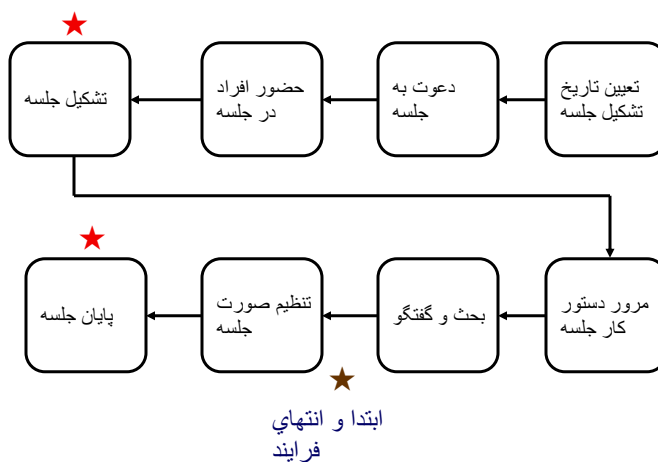 تعيين تاريخ
تشكيل جلسه
دعوت به
جلسه
حضور افراد
در جلسه
تشكيل جلسه
مرور دستور
كار جلسه
بحث و گفتگو
تنظيم صورت
جلسه
پايان جلسه
ابتدا و انتهاي
فرايند